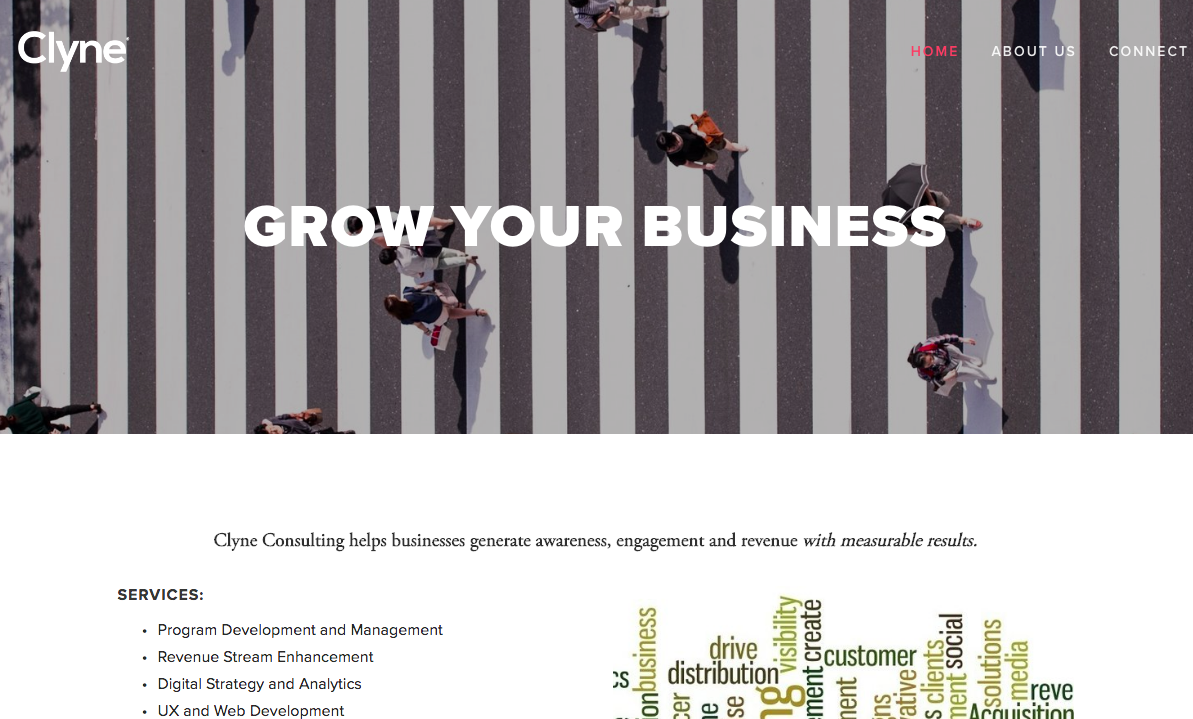 Clyne
HOME ABOUT US CONNECT
GROW YOUR BUSINESS
Clyne Consulting helps businesses generate awareness, engagement and revenue with measurable results.
SERVICES:
• Program Development and Management
• Revenue Stream Enhancement
• Digital Strategy and Analytics
• UX and Web Development
business
drive
distribution
visibility
create
customer
clients
social
solutions
media
reve
Acquisition